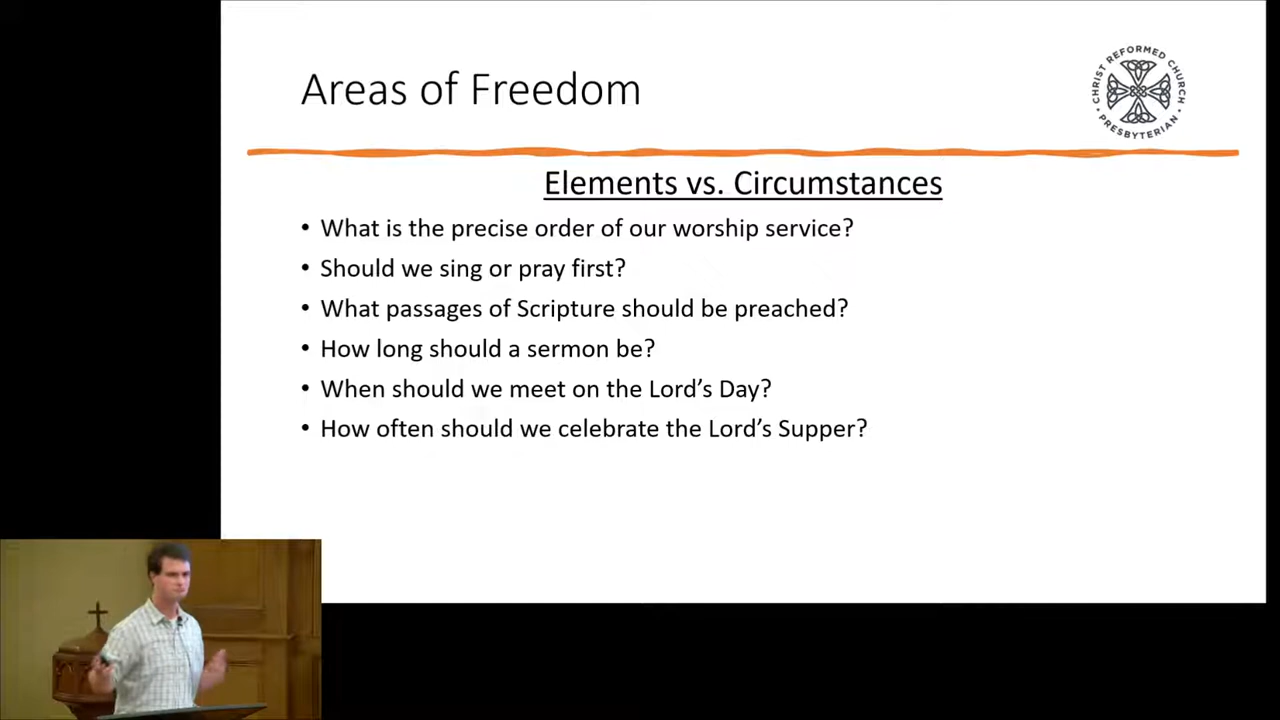 Areas of Freedom
CHRIST REFORMED CHURCH
• PRESBYTERIAN •
Elements vs. Circumstances
• What is the precise order of our worship service?
• Should we sing or pray first?
• What passages of Scripture should be preached?
• How long should a sermon be?
• When should we meet on the Lord’s Day?
• How often should we celebrate the Lord’s Supper?